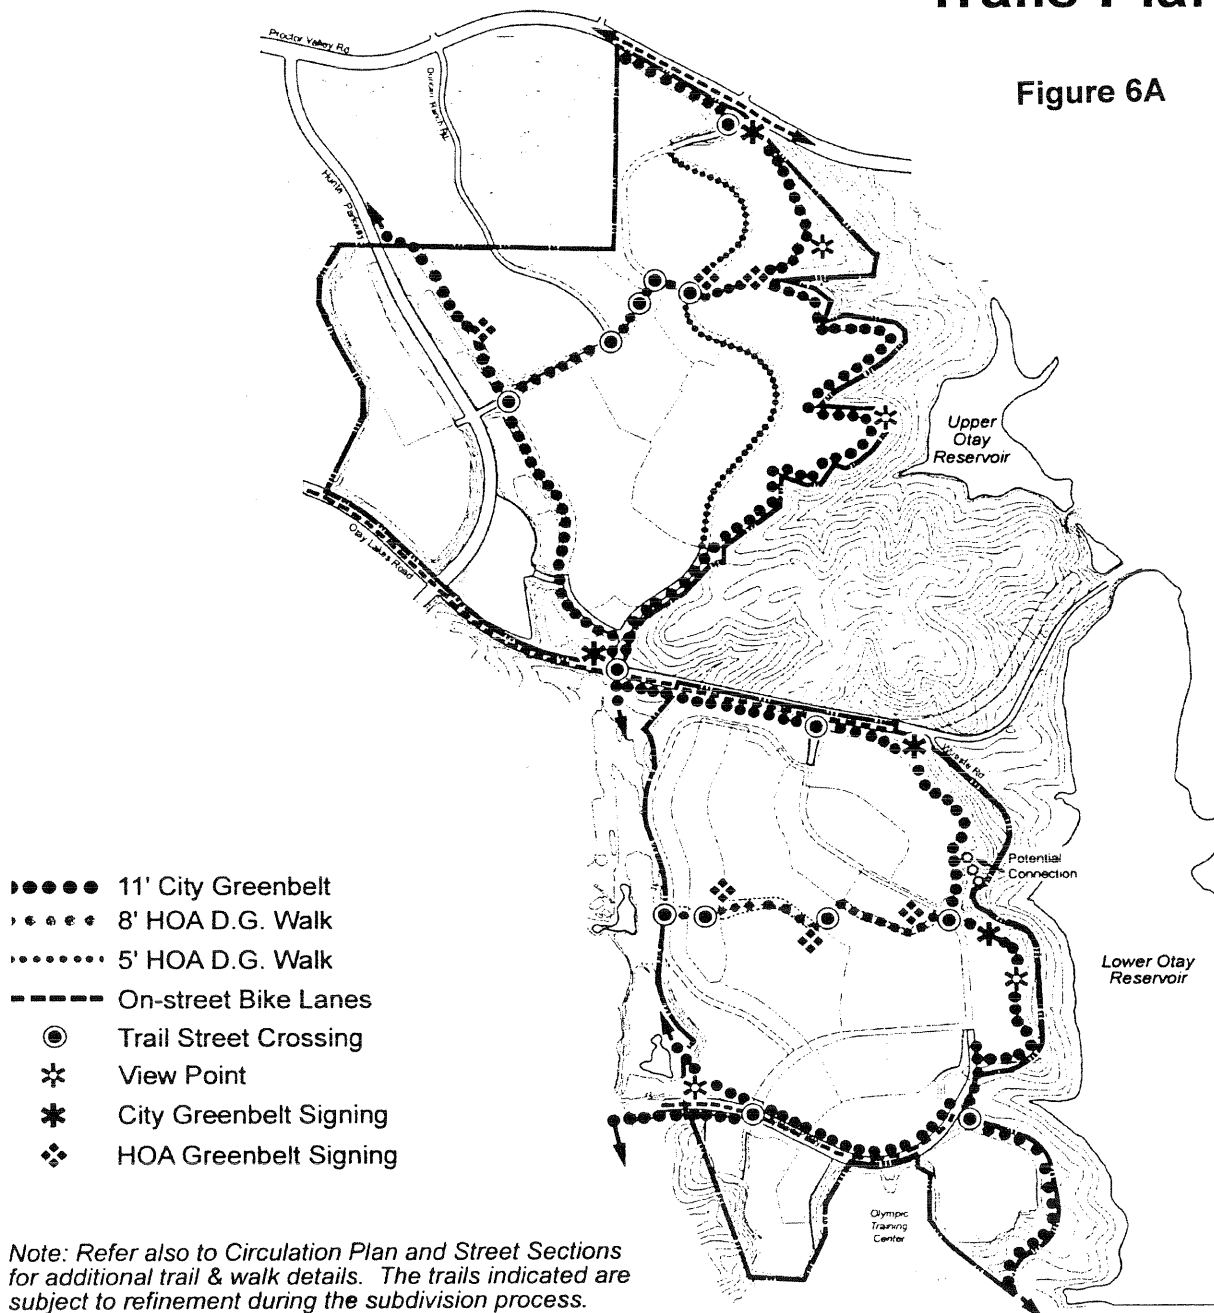 Trails Plan
Figure 6A
Proctor Valley Rd
Duncan Ranch Rd
Hunte Parkway
Upper
Otay
Reservoir
Otay Lakes Road
Wueste Rd
Potential
Connection
Lower Otay
Reservoir
11' City Greenbelt
8' HOA D.G. Walk
5' HOA D.G. Walk
On-street Bike Lanes
Trail Street Crossing
View Point
City Greenbelt Signing
HOA Greenbelt Signing
Olympic
Training
Center
Note: Refer also to Circulation Plan and Street Sections
for additional trail & walk details. The trails indicated are
subject to refinement during the subdivision process.